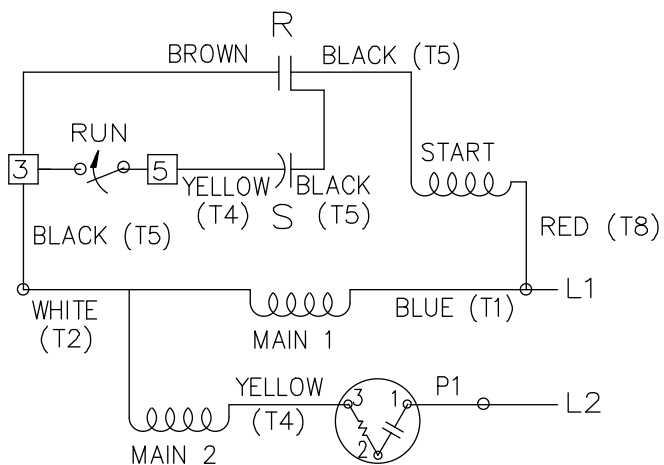 R
BROWN
BLACK (T5)
RUN
START
3
5
YELLOW
(T4)
S
BLACK
(T5)
BLACK (T5)
RED (T8)
L1
WHITE
(T2)
BLUE (T1)
MAIN 1
YELLOW
(T4)
3
1
P1
L2
2
MAIN 2